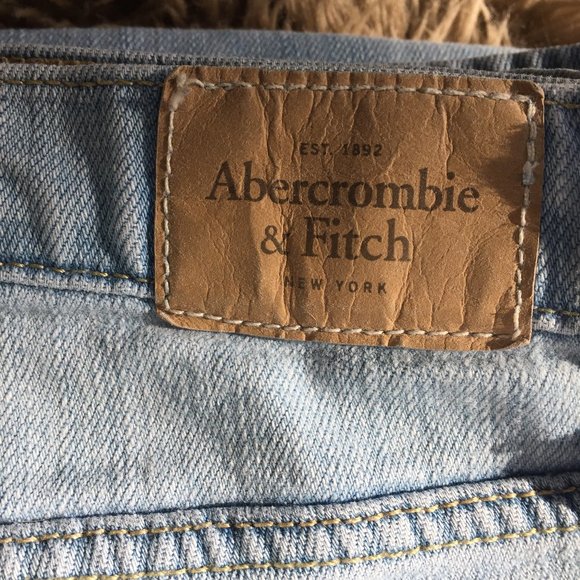 EST. 1892
Abercrombie
& Fitch
NEW YORK